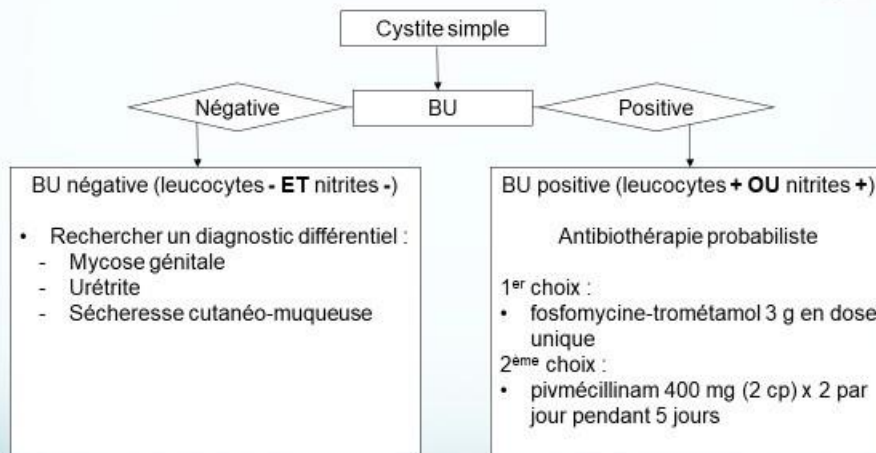 Cystite simple
Négative
BU
Positive
BU négative (leucocytes - ET nitrites -)
• Rechercher un diagnostic différentiel :
- Mycose génitale
- Urétrite
- Sécheresse cutanéo-muqueuse
BU positive (leucocytes + OU nitrites +)
Antibiothérapie probabiliste
1er choix :
• fosfomycine-trométamol 3 g en dose
unique
2ème choix :
• pivmécillinam 400 mg (2 cp) x 2 par
jour pendant 5 jours